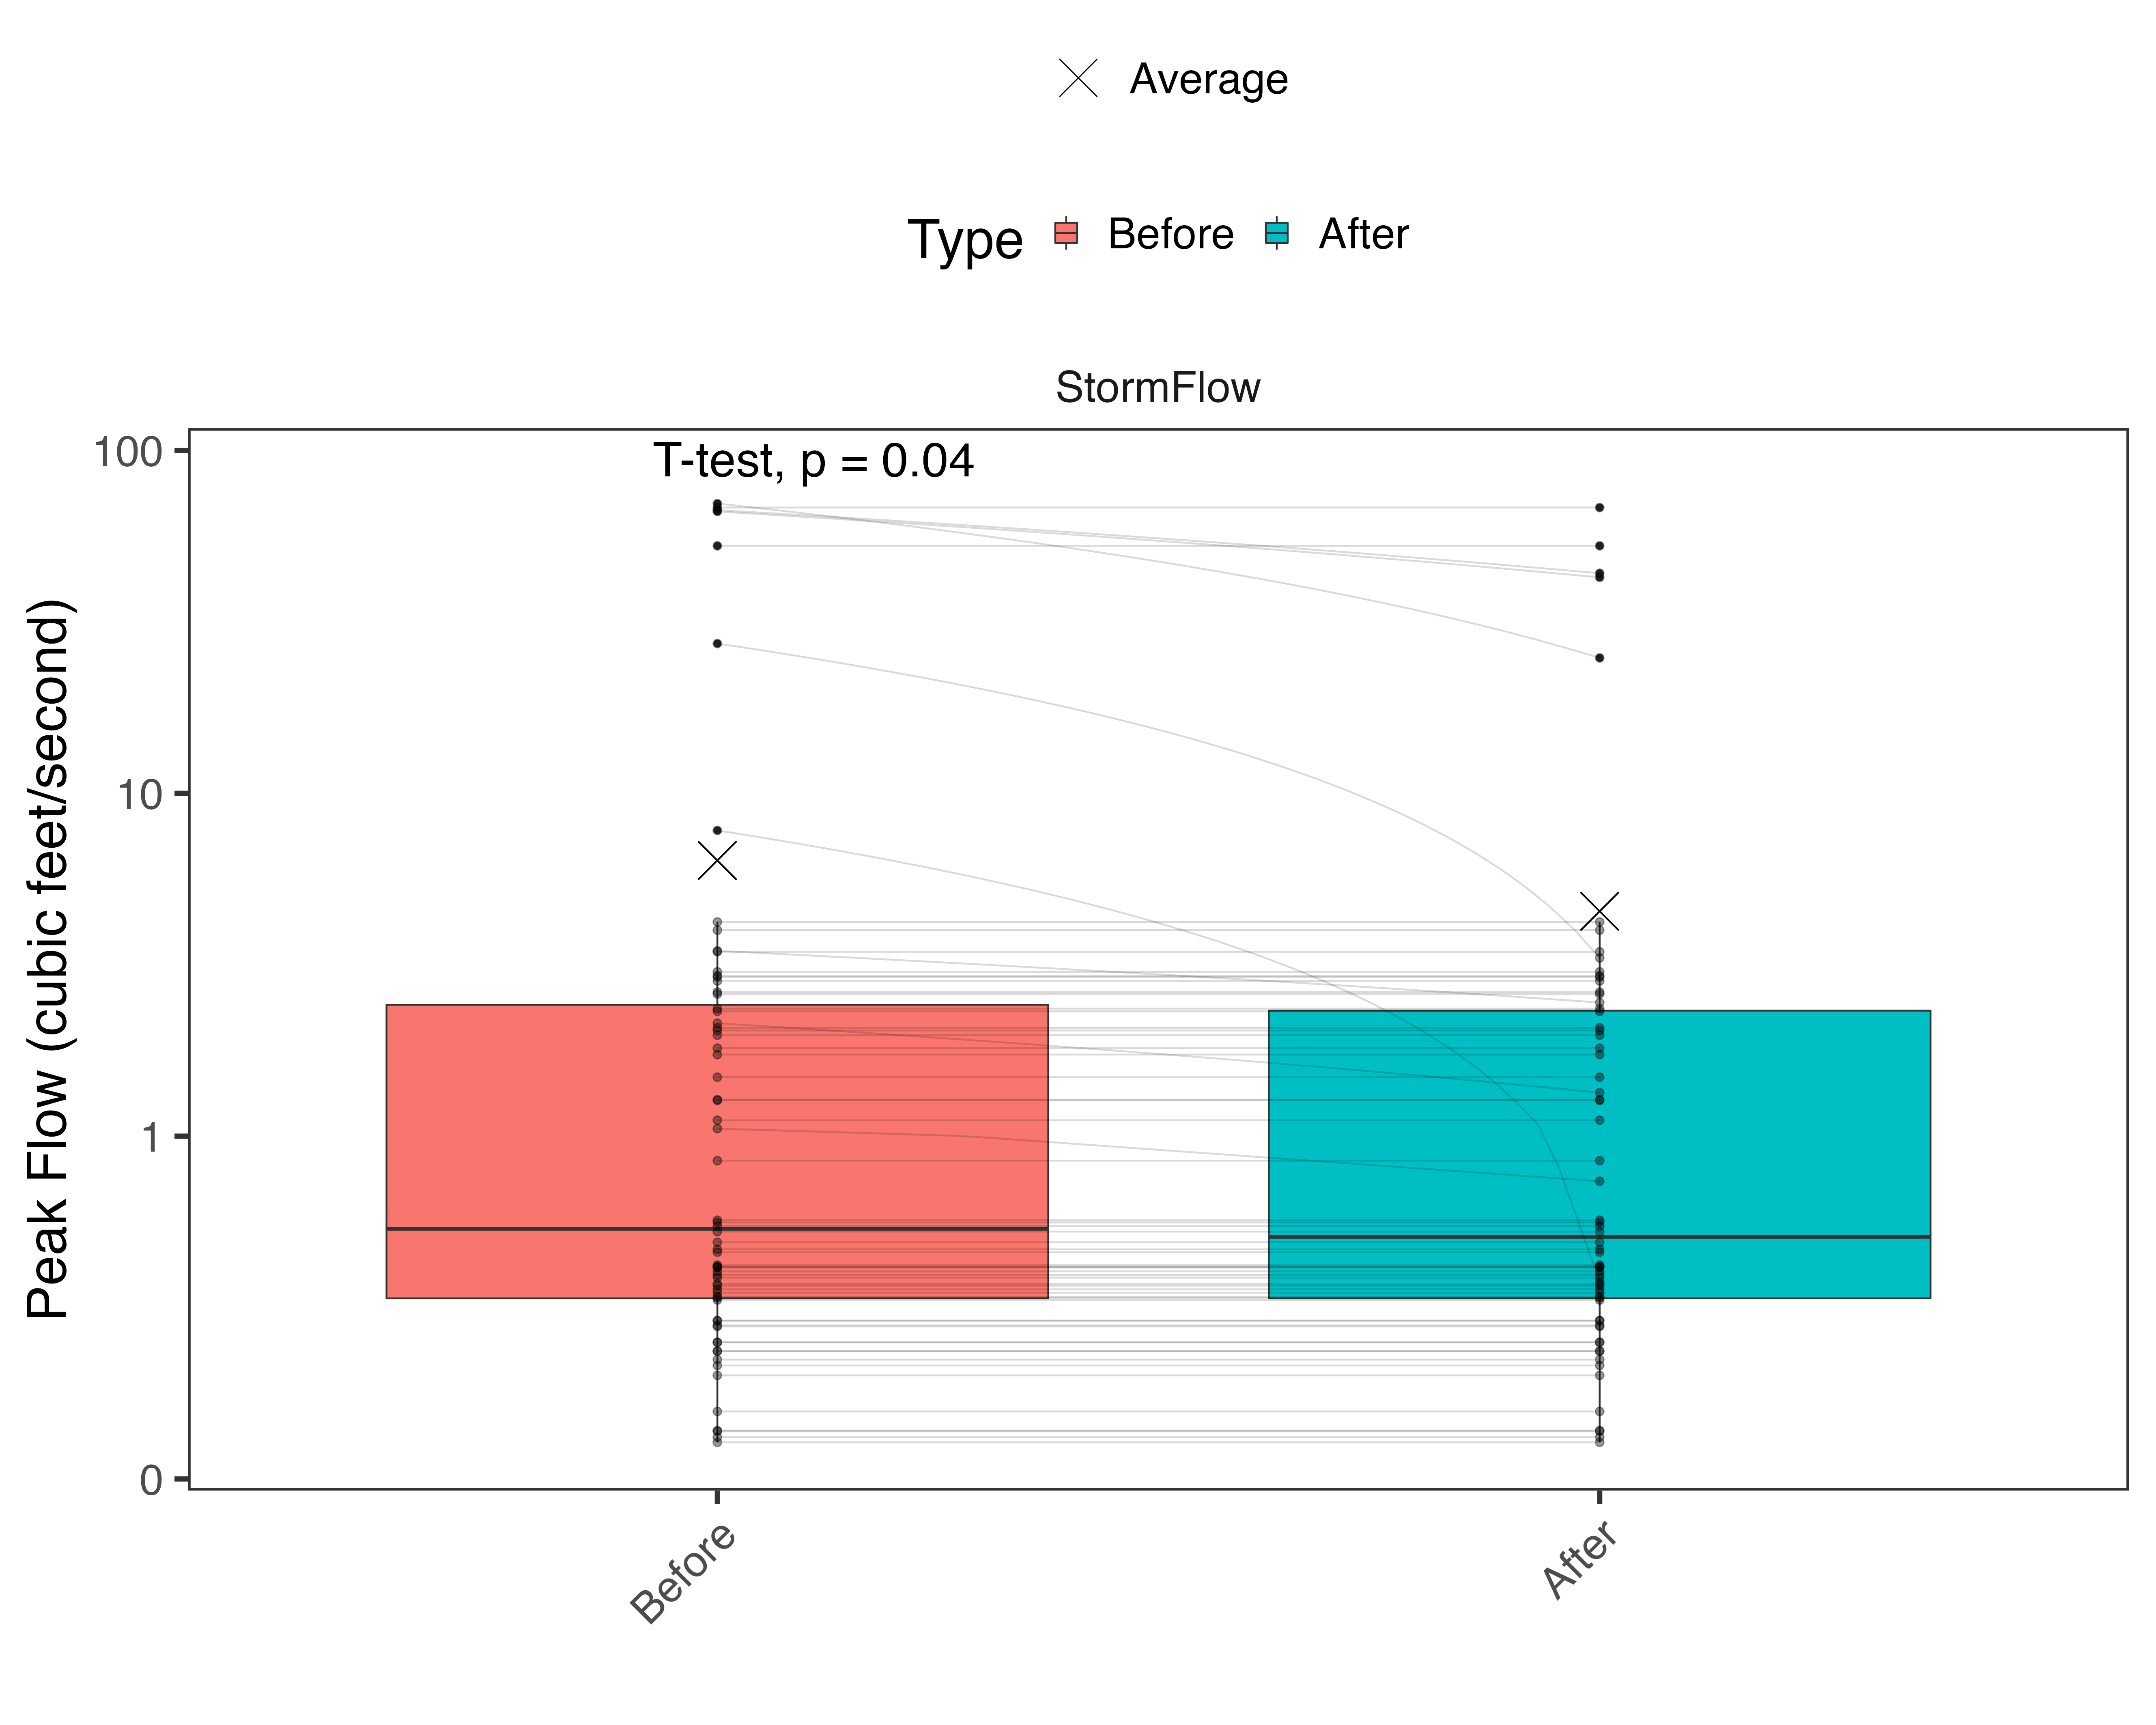 Average
Type Before After
StormFlow
T-test, p = 0.04
100
10
1
0
Peak Flow (cubic feet/second)
Before
After